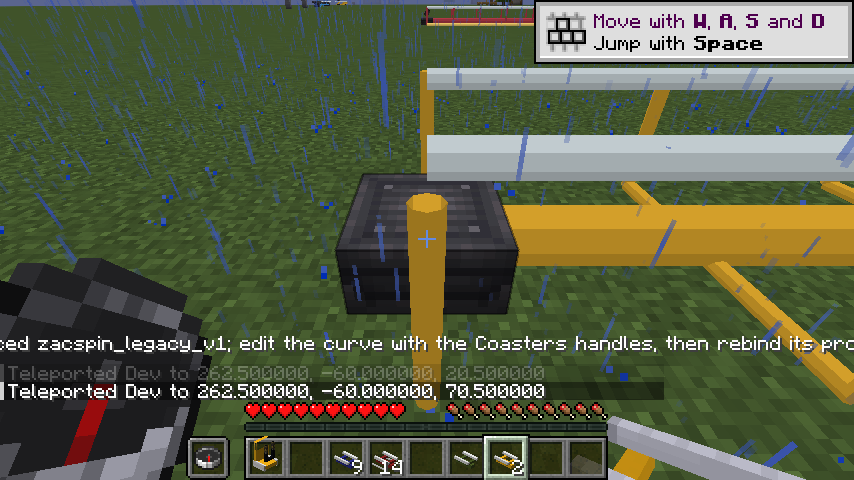 Move with W, A, S and D
Jump with Space
ced zacspin_legacy_v1; edit the curve with the Coasters handles, then rebind its pro
Teleported Dev to 262.500000, -60.000000, 30.500000
Teleported Dev to 262.500000, -60.000000, 70.500000
9
14
2